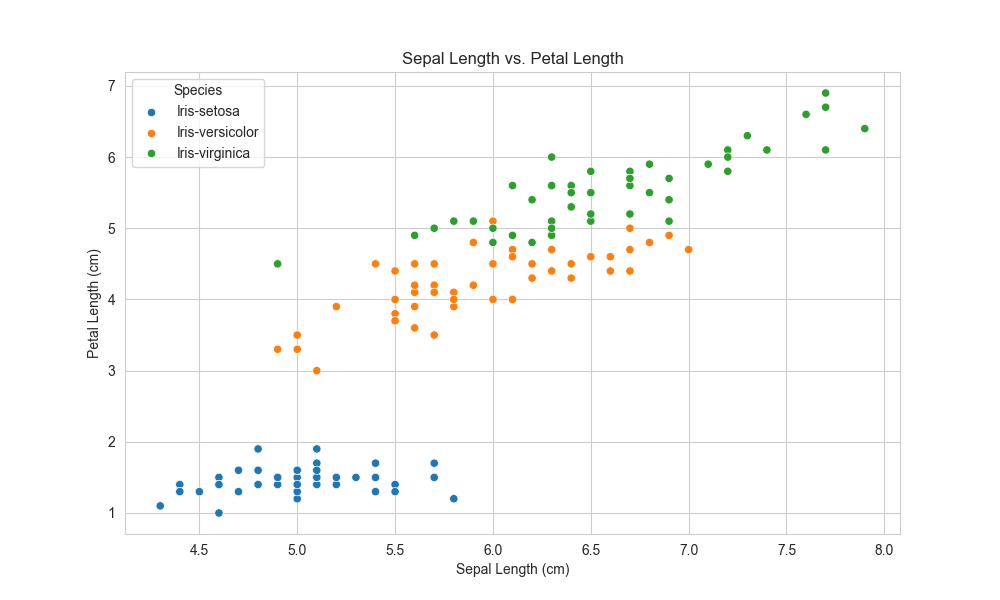 Sepal Length vs. Petal Length
Species
Iris-setosa
Iris-versicolor
Iris-virginica
Petal Length (cm)
7
6
5
4
3
2
1
4.5 5.0 5.5 6.0 6.5 7.0 7.5 8.0
Sepal Length (cm)